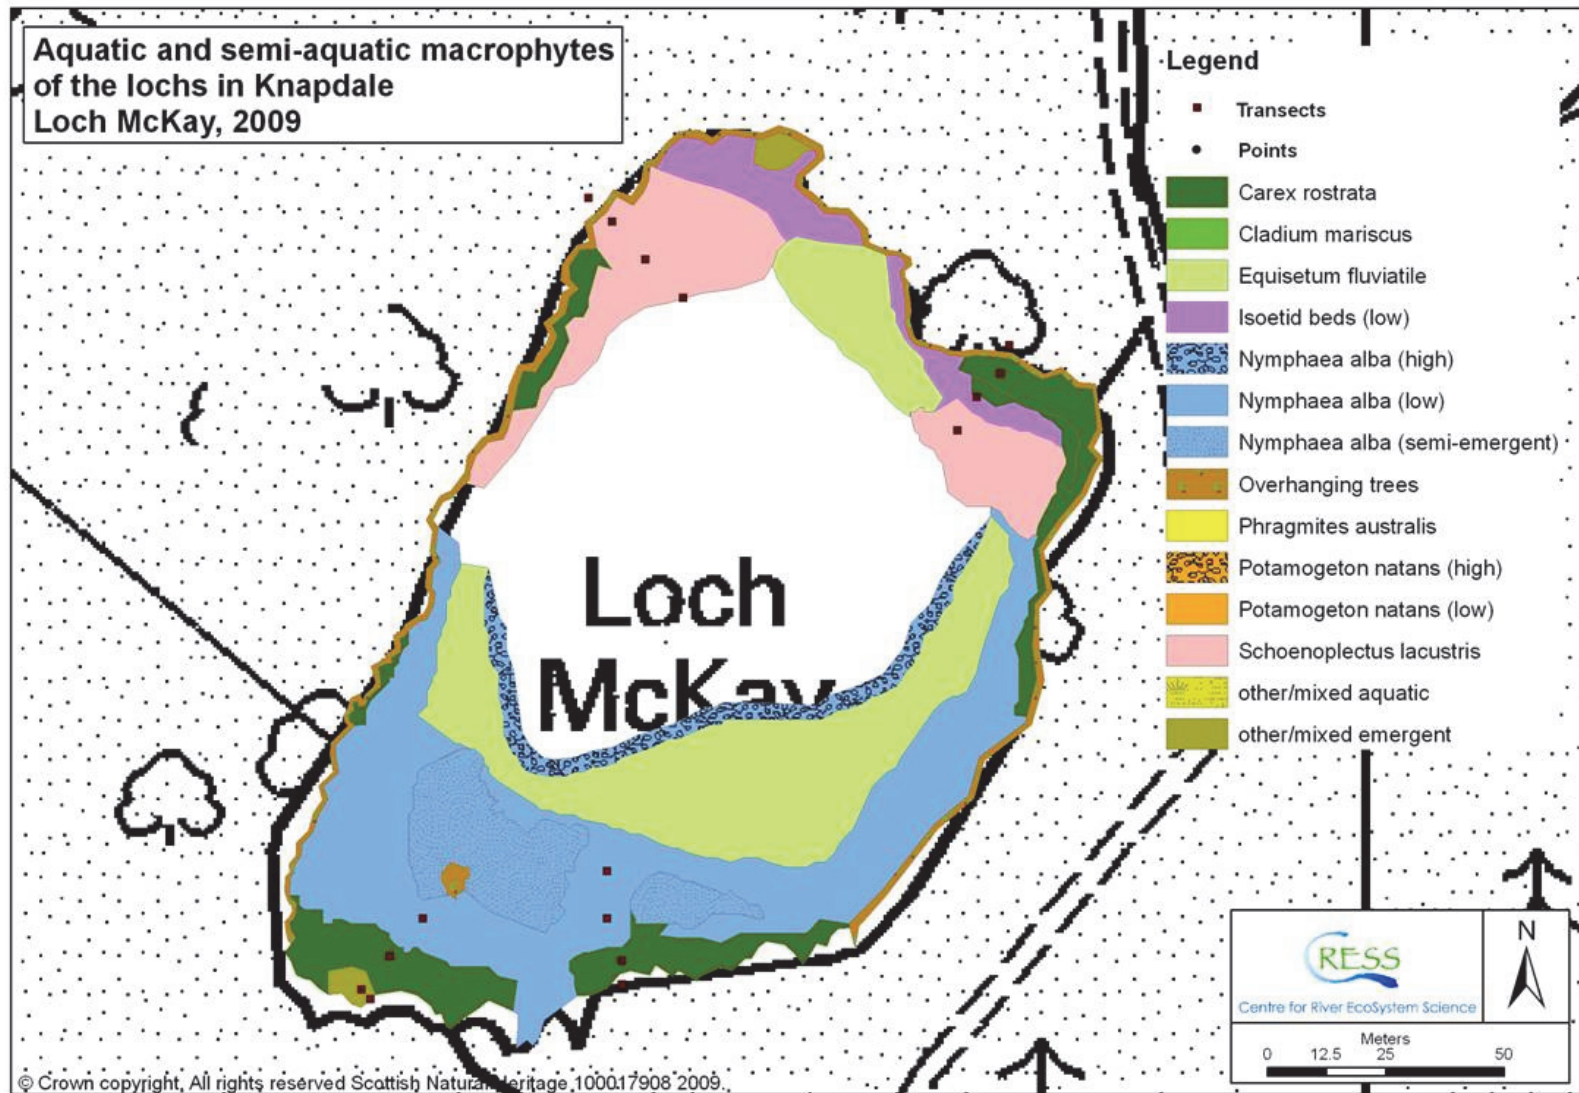 Aquatic and semi-aquatic macrophytes
of the lochs in Knapdale
Loch McKay, 2009
Legend
Transects
Points
Carex rostrata
Cladium mariscus
Equisetum fluviatile
Isoetid beds (low)
Nymphaea alba (high)
Nymphaea alba (low)
Nymphaea alba (semi-emergent)
Overhanging trees
Phragmites australis
Potamogeton natans (high)
Potamogeton natans (low)
Schoenoplectus lacustris
other/mixed aquatic
other/mixed emergent
Loch
McKay
CRESS
Centre for River EcoSystem Science
N
Meters
0 12.5 25 50
© Crown copyright, All rights reserved Scottish Natural Heritage 100017908 2009.